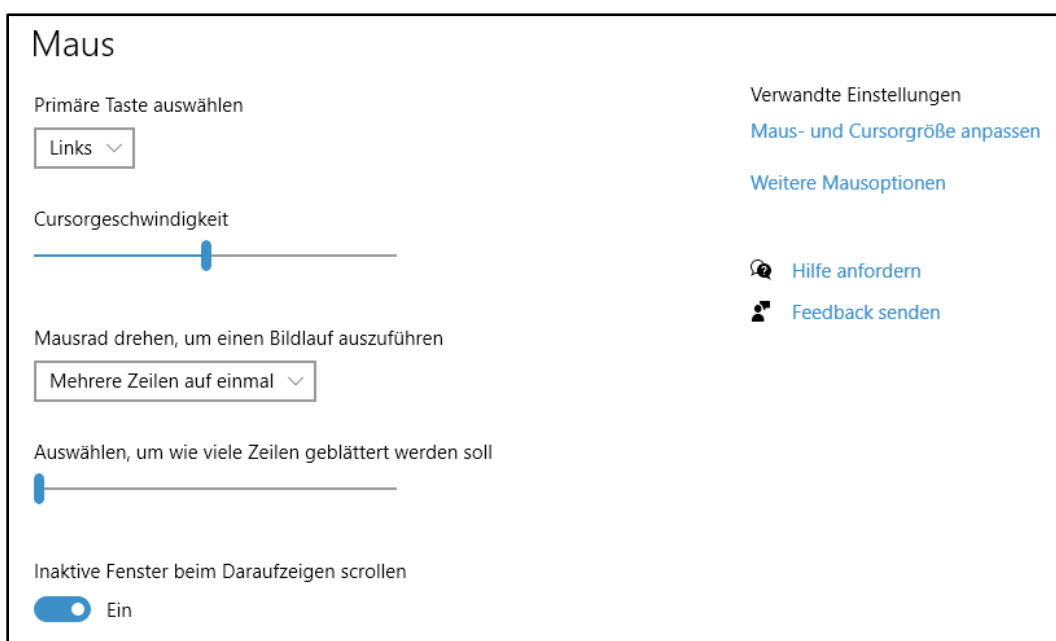 Maus
Primäre Taste auswählen
Links
Cursorgeschwindigkeit
Mausrad drehen, um einen Bildlauf auszuführen
Mehrere Zeilen auf einmal
Auswählen, um wie viele Zeilen geblättert werden soll
Inaktive Fenster beim Daraufzeigen scrollen
Ein
Verwandte Einstellungen
Maus- und Cursorgröße anpassen
Weitere Mausoptionen
Hilfe anfordern
Feedback senden